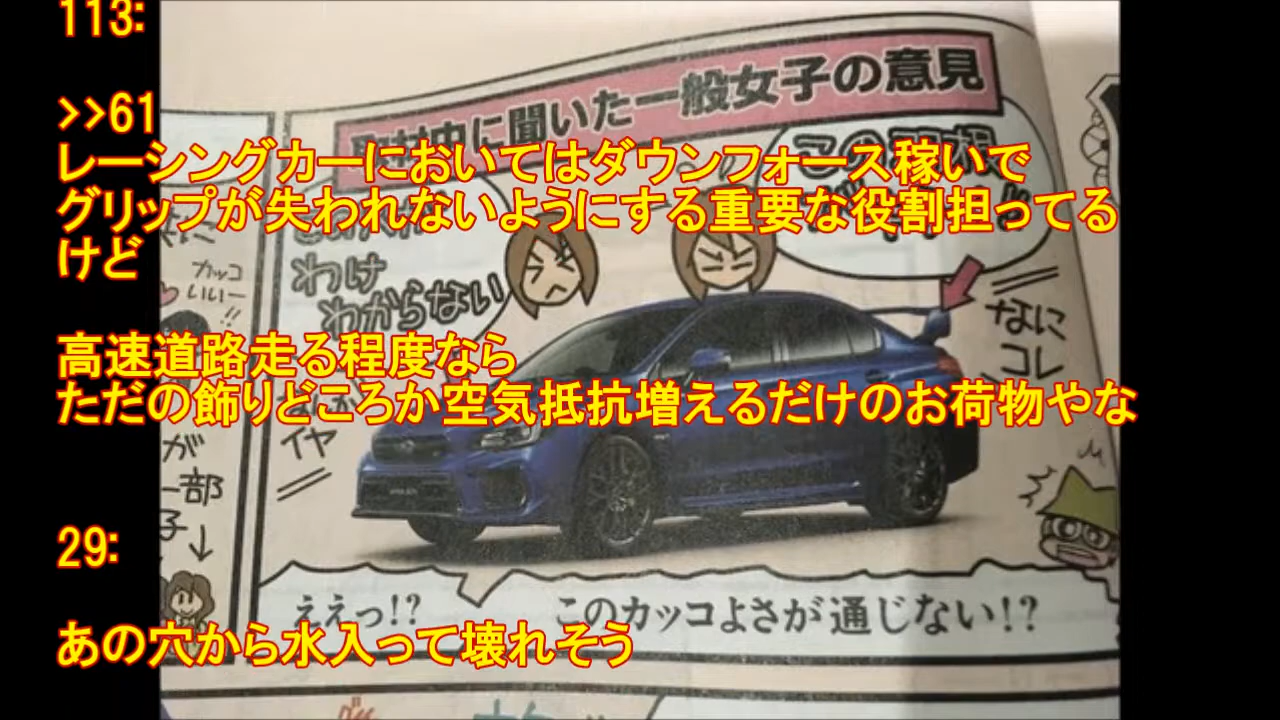 113:
>>61
レーシングカーにおいてはダウンフォース稼いで
グリップが失われないようにする重要な役割担ってる
けど
高速道路走る程度なら
ただの飾りどころか空気抵抗増えるだけのお荷物やな
29:
あの穴から水入って壊れそう
取材中に聞いた一般女子の意見
わけ
わからない
イヤ
なに
コレ
カッコ
いいー
!!
が
一部
子
ええっ!?
このカッコよさが通じない!?